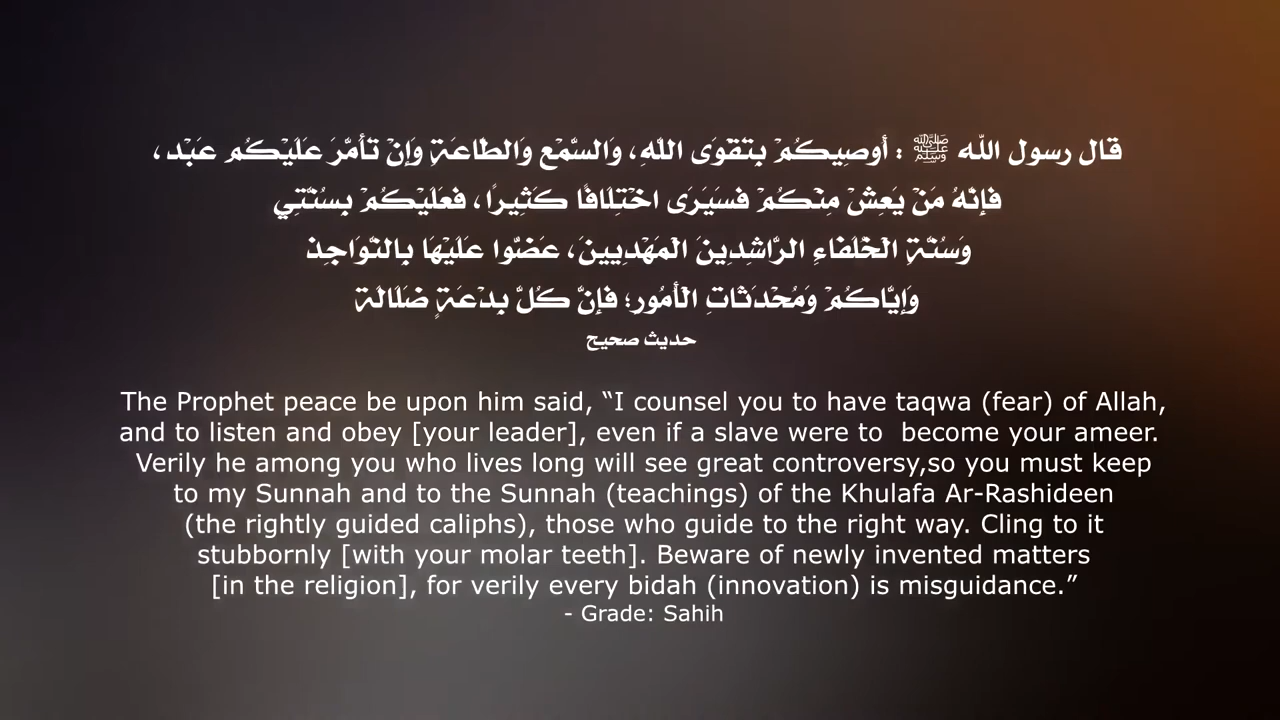 قال رسول الله ﷺ : أوصِيكُمْ بِتَقْوَى اللهِ، وَالسَّمْعِ وَالطَّاعَةِ وَإِنْ تَأَمَّرَ عَلَيْكُم عَبْد،
فإنّهُ مَنْ يَعِشْ مِنْكُمْ فَسَيَرَى اخْتِلَافًا كَثِيرًا، فَعَلَيْكُمْ بِسُنَّتِي
وَسُنَّةِ الْخُلَفَاءِ الرَّاشِدِينَ الْمَهْدِيينَ، عَضّوا عَلَيْهَا بِالنَّوَاجِذ
وَإِيَّاكُمْ وَمُحْدَثَاتِ الْأُمُور؛ فإنَّ كُلَّ بِدْعَةٍ ضَلَالَة
حديث صحيح
The Prophet peace be upon him said, “I counsel you to have taqwa (fear) of Allah,
and to listen and obey [your leader], even if a slave were to  become your ameer.
Verily he among you who lives long will see great controversy,so you must keep
to my Sunnah and to the Sunnah (teachings) of the Khulafa Ar-Rashideen
(the rightly guided caliphs), those who guide to the right way. Cling to it
stubbornly [with your molar teeth]. Beware of newly invented matters
[in the religion], for verily every bidah (innovation) is misguidance.”
- Grade: Sahih